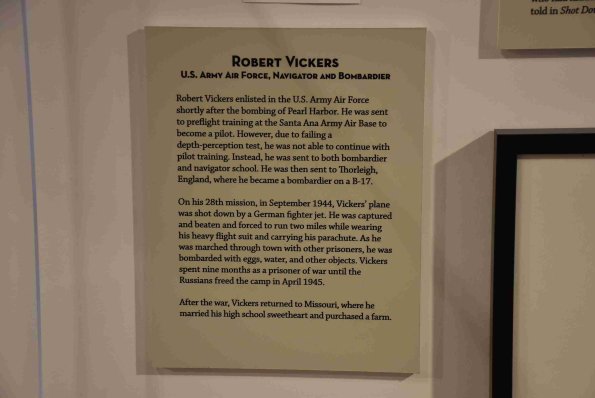 told in Shot Do
ROBERT VICKERS
U.S. ARMY AIR FORCE, NAVIGATOR AND BOMBARDIER
Robert Vickers enlisted in the U.S. Army Air Force
shortly after the bombing of Pearl Harbor. He was sent
to preflight training at the Santa Ana Army Air Base to
become a pilot. However, due to failing a
depth-perception test, he was not able to continue with
pilot training. Instead, he was sent to both bombardier
and navigator school. He was then sent to Thorleigh,
England, where he became a bombardier on a B-17.
On his 28th mission, in September 1944, Vickers' plane
was shot down by a German fighter jet. He was captured
and beaten and forced to run two miles while wearing
his heavy flight suit and carrying his parachute. As he
was marched through town with other prisoners, he was
bombarded with eggs, water, and other objects. Vickers
spent nine months as a prisoner of war until the
Russians freed the camp in April 1945.
After the war, Vickers returned to Missouri, where he
married his high school sweetheart and purchased a farm.